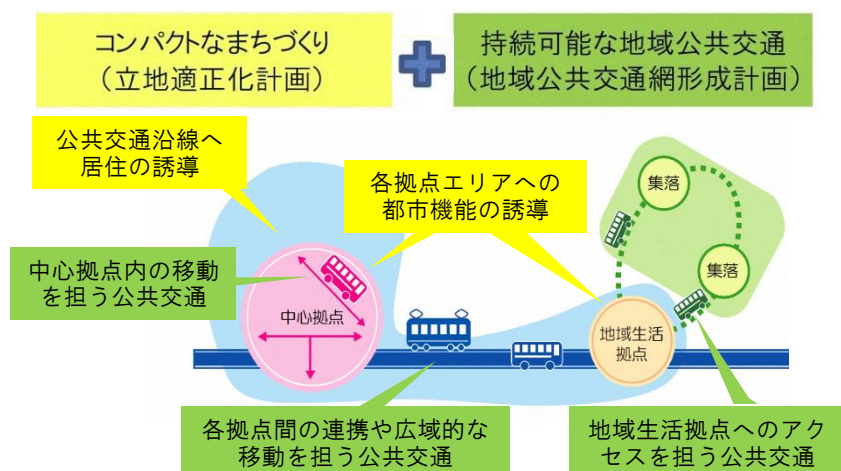 コンパクトなまちづくり
（立地適正化計画）
持続可能な地域公共交通
（地域公共交通網形成計画）
公共交通沿線へ
居住の誘導
各拠点エリアへの
都市機能の誘導
集落
集落
中心拠点内の移動
を担う公共交通
中心拠点
地域生活
拠点
各拠点間の連携や広域的な
移動を担う公共交通
地域生活拠点へのアク
セスを担う公共交通